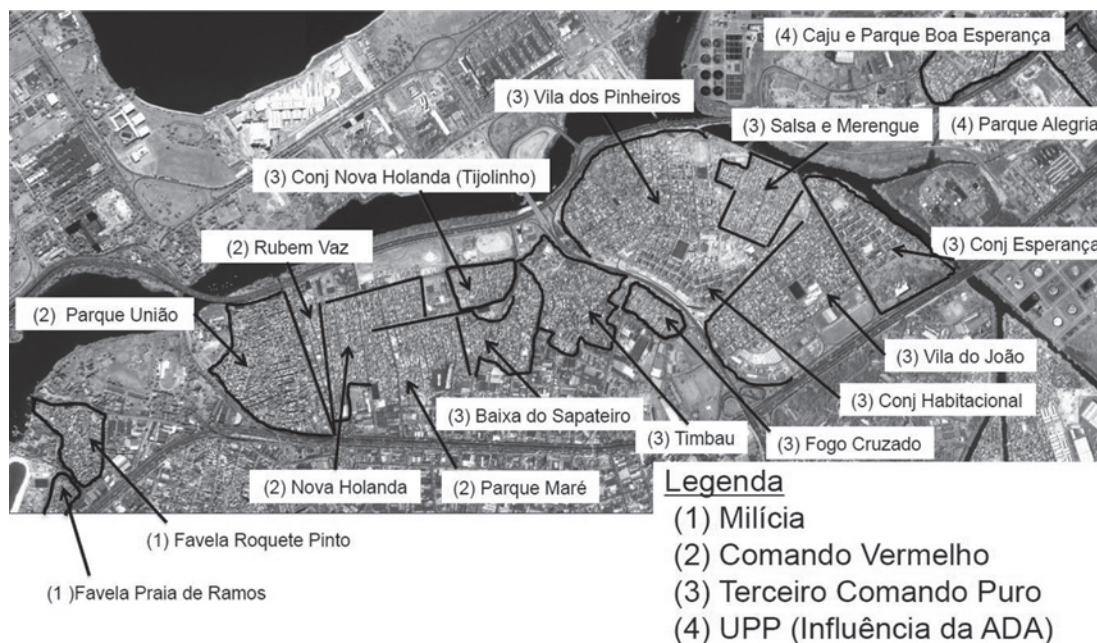 (4) Caju e Parque Boa Esperança
(3) Vila dos Pinheiros
(3) Salsa e Merengue
(4) Parque Alegria
(3) Conj Nova Holanda (Tijolinho)
(2) Rubem Vaz
(3) Conj Esperança
(2) Parque União
(3) Vila do João
(3) Conj Habitacional
(3) Baixa do Sapateiro
(3) Timbau
(3) Fogo Cruzado
(2) Nova Holanda
(2) Parque Maré
(1) Favela Roquete Pinto
(1 )Favela Praia de Ramos
Legenda
(1) Milícia
(2) Comando Vermelho
(3) Terceiro Comando Puro
(4) UPP (Influência da ADA)